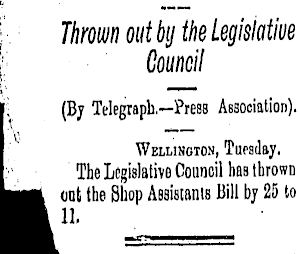 Thrown out by the Legislative
Council
(By Telegraph.—Press Association).
WELLINGTON, Tuesday.
The Legislative Council has thrown
out the Shop Assistants Bill by 25 to
11.